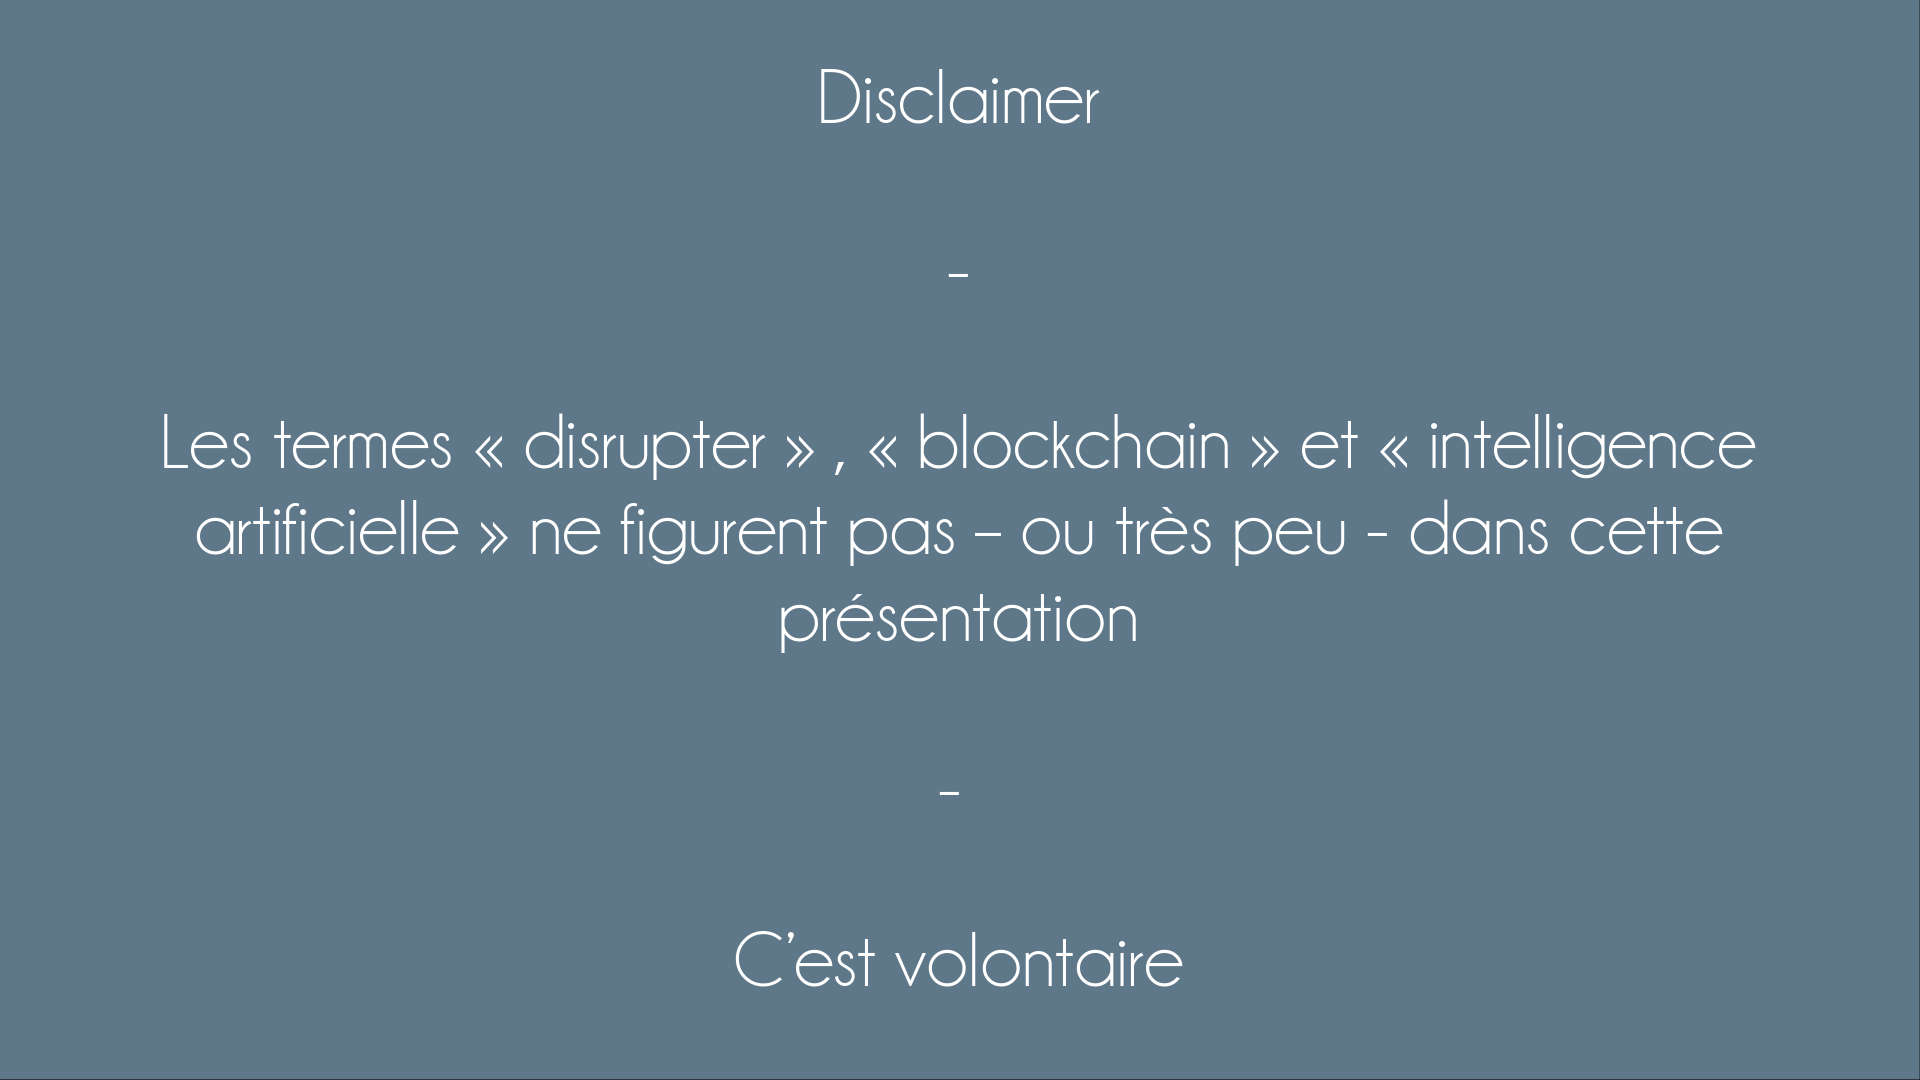 Disclaimer
-
Les termes « disrupter » , « blockchain » et « intelligence
artificielle » ne figurent pas – ou très peu - dans cette
présentation
-
C’est volontaire